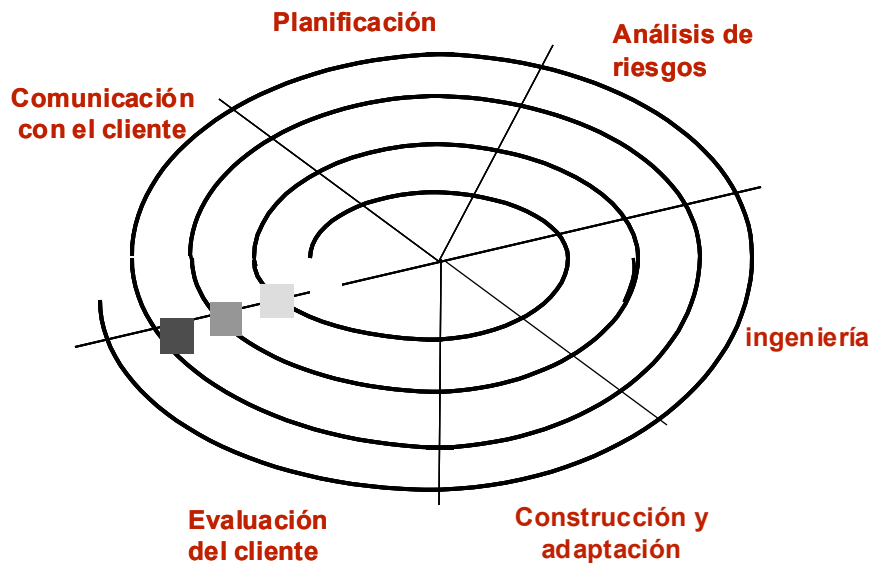 Planificación
Análisis de
riesgos
Comunicación
con el cliente
ingeniería
Evaluación
del cliente
Construcción y
adaptación